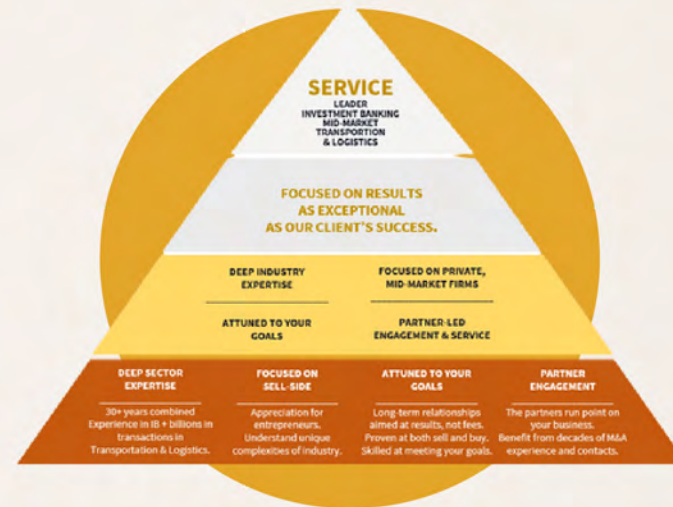 SERVICE
LEADER
INVESTMENT BANKING
MID-MARKET
TRANSPORTION
& LOGISTICS
FOCUSED ON RESULTS
AS EXCEPTIONAL
AS OUR CLIENT'S SUCCESS.
DEEP INDUSTRY
EXPERTISE
FOCUSED ON PRIVATE,
MID-MARKET FIRMS
ATTUNED TO YOUR
GOALS
PARTNER-LED
ENGAGEMENT & SERVICE
DEEP SECTOR
EXPERTISE
30+ years combined
Experience in IB + billions in
transactions in
Transportation & Logistics.
FOCUSED ON
SELL-SIDE
Appreciation for
entrepreneurs.
Understand unique
complexities of industry.
ATTUNED TO YOUR
GOALS
Long-term relationships
aimed at results, not fees.
Proven at both sell and buy.
Skilled at meeting your goals.
PARTNER
ENGAGEMENT
The partners run point on
your business.
Benefit from decades of M&A
experience and contacts.